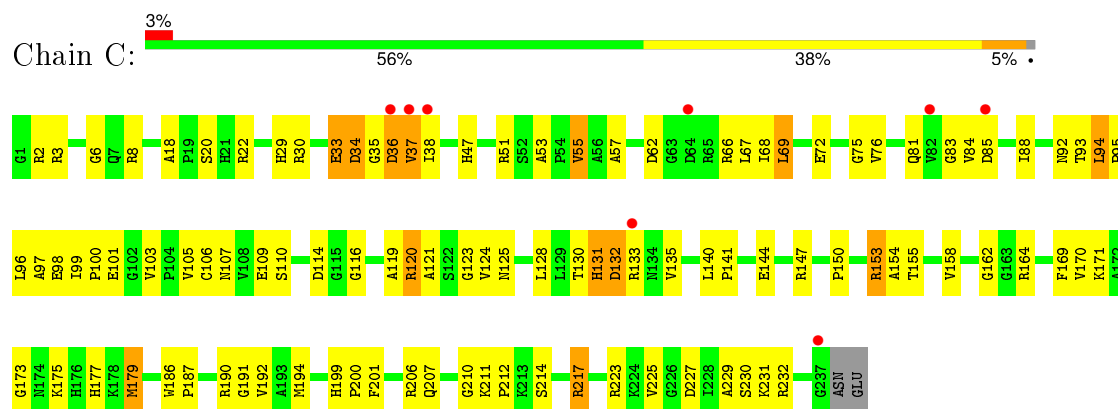 3%
Chain C:
56% 38% 5% •
G1 R2 R3 G6 Q7 R8 A18 P19 S20 H21 R22 H29 R30 E33 D34 G35 D36 V37 I38 H47 R51 S52 A53 P54 V55 A56 A57 D62 G63 D64 R65 R66 L67 I68 L69 E72 G75 V76 Q81 V82 G83 V84 D85 I88 N92 T93 L94 P95
L96 A97 E98 I99 P100 E101 G102 V103 P104 V105 C106 N107 V108 E109 S110 D114 G115 G116 A119 R120 A121 S122 G123 V124 N125 L128 L129 T130 H131 D132 R133 N134 V135 L140 P141 E144 R147 P150 R153 A154 T155 V158 G162 G163 R164 F169 V170 K171 A172
G173 N174 K175 H176 H177 K178 M179 W186 P187 R190 G191 V192 A193 M194 H199 P200 F201 R206 Q207 G210 K211 P212 K213 S214 R217 R223 K224 V225 G226 D227 I228 A229 S230 K231 R232 G237 ASN GLU